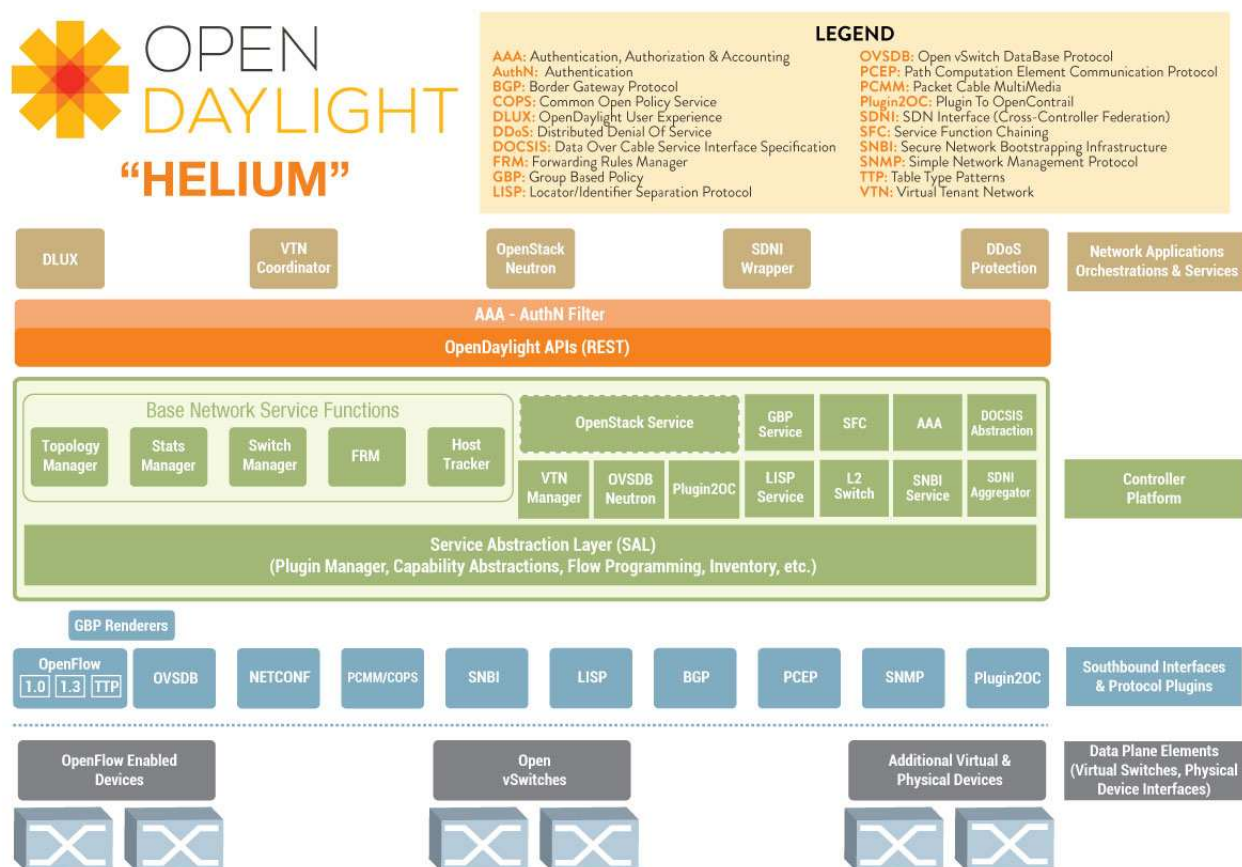 OPEN
DAYLIGHT
“HELIUM”
LEGEND
AAA: Authentication, Authorization & Accounting
AuthN: Authentication
BGP: Border Gateway Protocol
COPS: Common Open Policy Service
DLUX: OpenDaylight User Experience
DDoS: Distributed Denial Of Service
DOCSIS: Data Over Cable Service Interface Specification
FRM: Forwarding Rules Manager
GBP: Group Based Policy
LISP: Locator/Identifier Separation Protocol
OVSDB: Open vSwitch DataBase Protocol
PCEP: Path Computation Element Communication Protocol
PCMM: Packet Cable MultiMedia
Plugin2OC: Plugin To OpenContrail
SDNI: SDN Interface (Cross-Controller Federation)
SFC: Service Function Chaining
SNBI: Secure Network Bootstrapping Infrastructure
SNMP: Simple Network Management Protocol
TTP: Table Type Patterns
VTN: Virtual Tenant Network
DLUX
VTN
Coordinator
OpenStack
Neutron
SDNI
Wrapper
DDoS
Protection
Network Applications
Orchestrations & Services
AAA - AuthN Filter
OpenDaylight APIs (REST)
Base Network Service Functions
Topology
Manager
Stats
Manager
Switch
Manager
FRM
Host
Tracker
OpenStack Service
GBP
Service
SFC
AAA
DOCSIS
Abstraction
VTN
Manager
OVSDB
Neutron
Plugin2OC
LISP
Service
L2
Switch
SNBI
Service
SDNI
Aggregator
Controller
Platform
Service Abstraction Layer (SAL)
(Plugin Manager, Capability Abstractions, Flow Programming, Inventory, etc.)
GBP Renderers
OpenFlow
1.0 1.3 TTP
OVSDB
NETCONF
PCMM/COPS
SNBI
LISP
BGP
PCEP
SNMP
Plugin2OC
Southbound Interfaces
& Protocol Plugins
OpenFlow Enabled
Devices
Open
vSwitches
Additional Virtual &
Physical Devices
Data Plane Elements
(Virtual Switches, Physical
Device Interfaces)